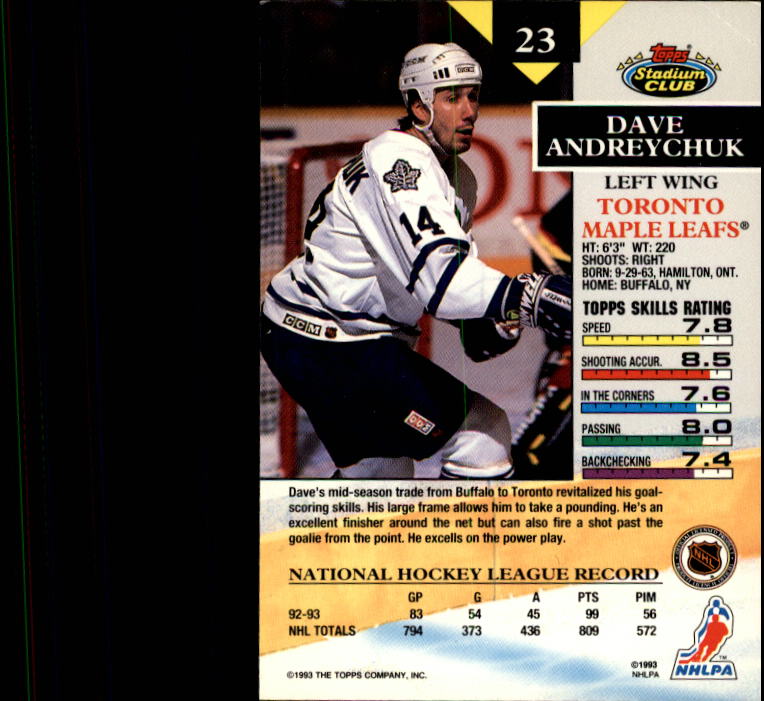 23
Topps
Stadium
CLUB
DAVE
ANDREYCHUK
LEFT WING
TORONTO
MAPLE LEAFS®
HT: 6'3" WT: 220
SHOOTS: RIGHT
BORN: 9-29-63, HAMILTON, ONT.
HOME: BUFFALO, NY
TOPPS SKILLS RATING
SPEED 7.8
SHOOTING ACCUR. 8.5
IN THE CORNERS 7.6
PASSING 8.0
BACKCHECKING 7.4
14
CCM
Dave's mid-season trade from Buffalo to Toronto revitalized his goal-
scoring skills. His large frame allows him to take a pounding. He's an
excellent finisher around the net but can also fire a shot past the
goalie from the point. He excells on the power play.
NATIONAL HOCKEY LEAGUE RECORD
GP G A PTS PIM
92-93 83 54 45 99 56
NHL TOTALS 794 373 436 809 572
NHL
NHLPA
™
©1993 THE TOPPS COMPANY, INC.
©1993
NHLPA